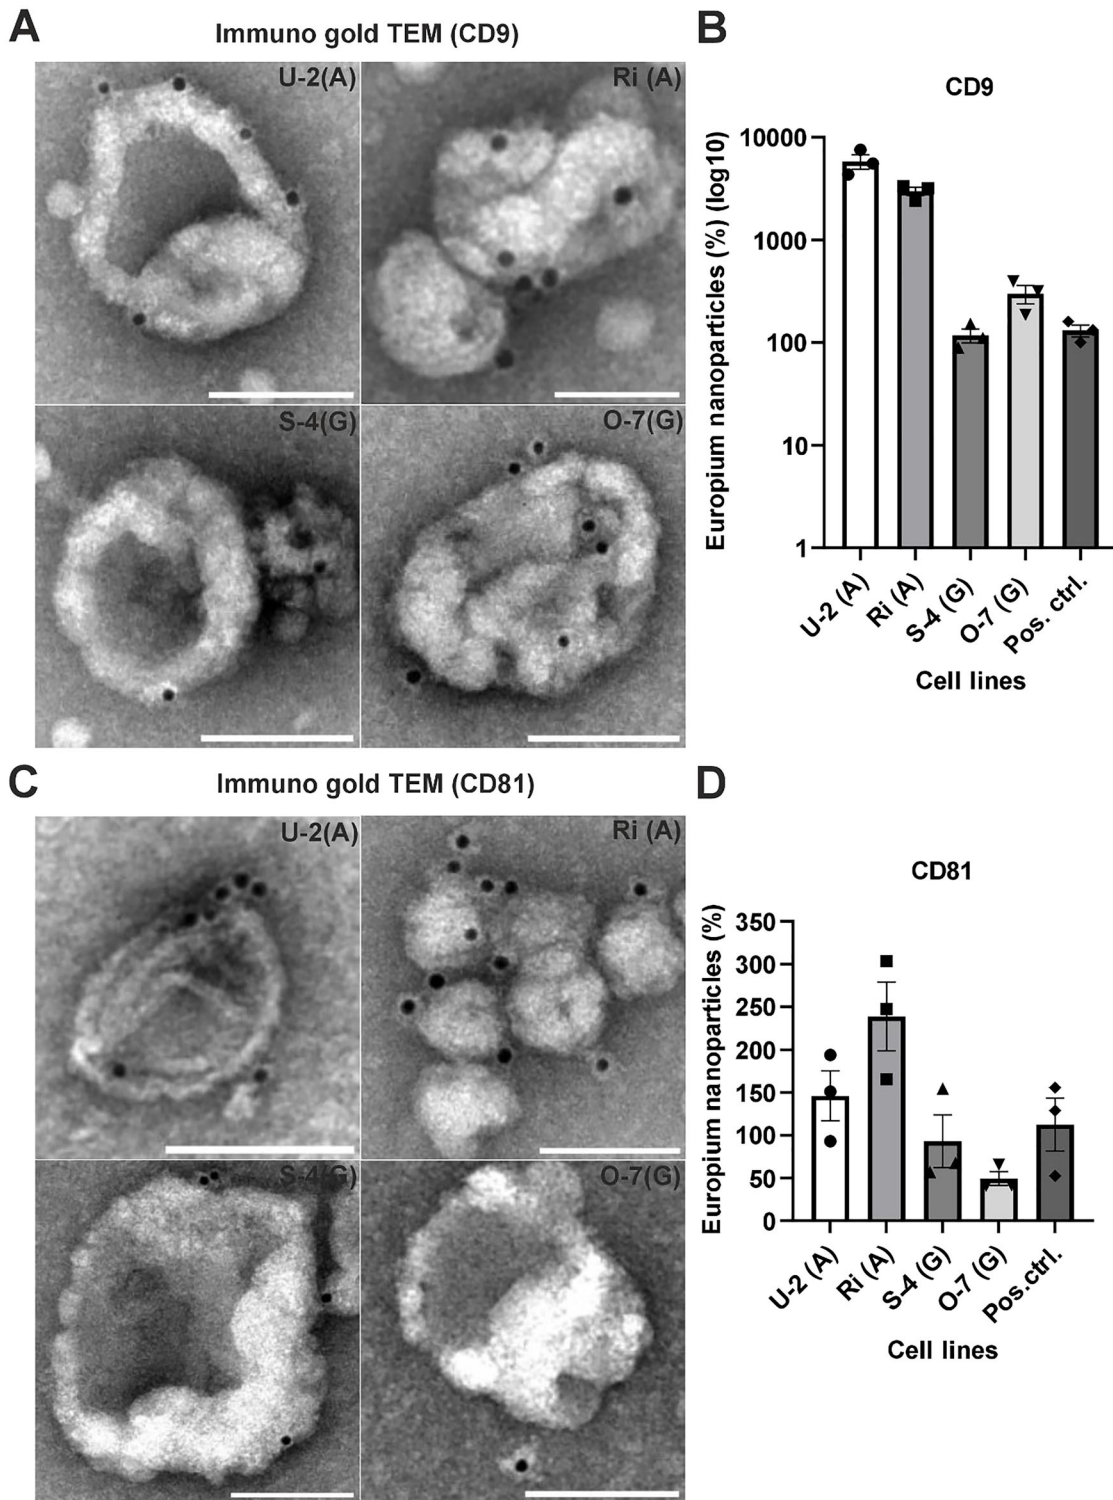 A
Immuno gold TEM (CD9)
U-2(A)
Ri (A)
S-4(G)
O-7(G)
B
CD9
Europium nanoparticles (%) (log10)
10000
1000
100
10
1
U-2 (A)
Ri (A)
S-4 (G)
O-7 (G)
Pos. ctrl.
Cell lines
C
Immuno gold TEM (CD81)
U-2(A)
Ri (A)
S-4(G)
O-7(G)
D
CD81
Europium nanoparticles (%)
350
300
250
200
150
100
50
0
U-2 (A)
Ri (A)
S-4 (G)
O-7 (G)
Pos.ctrl.
Cell lines